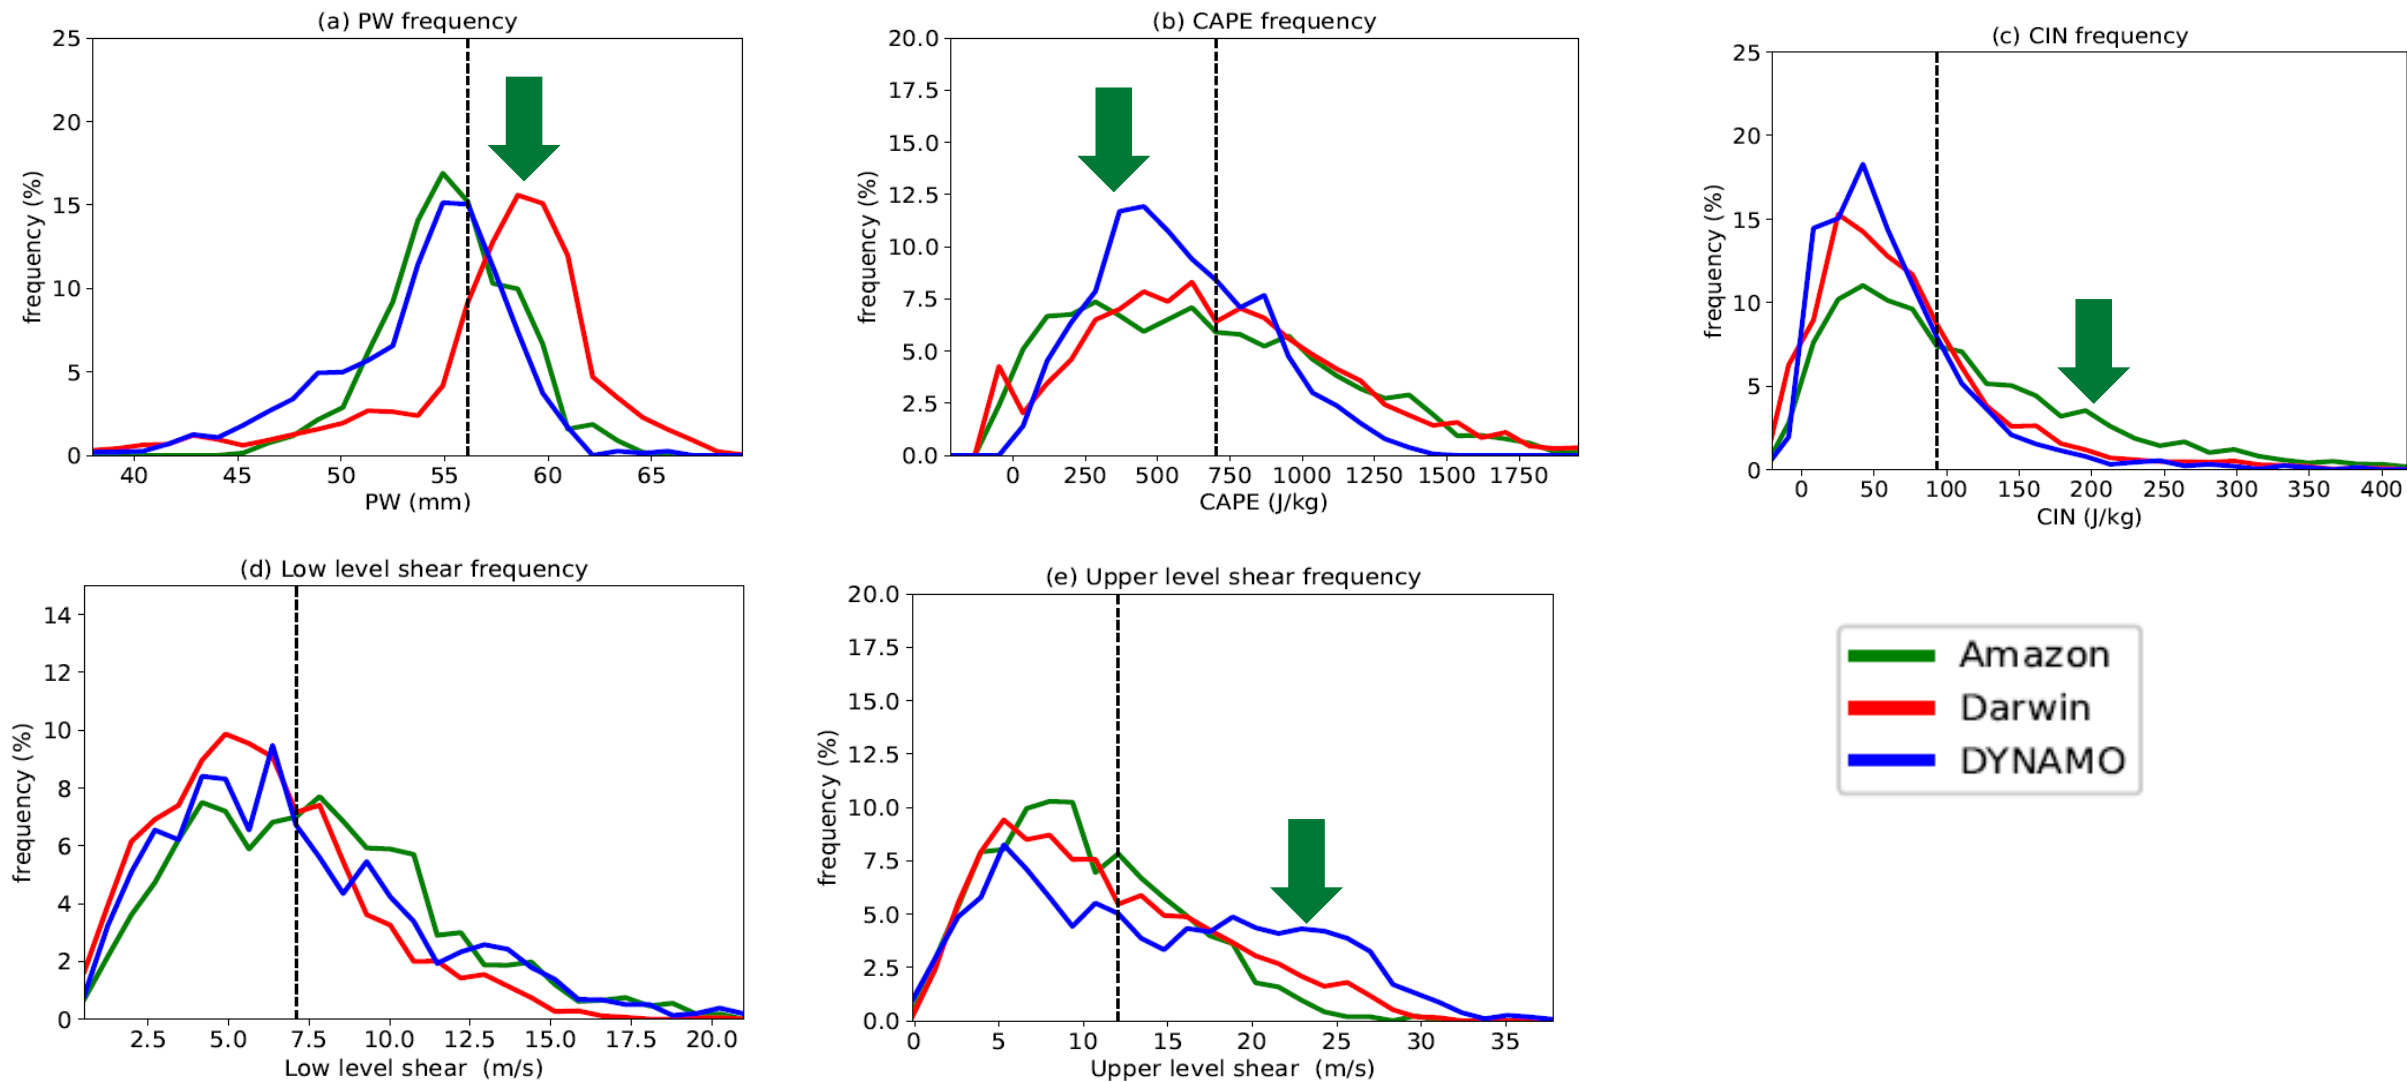 (a) PW frequency
25
20
15
10
5
0
frequency (%)
40 45 50 55 60 65
PW (mm)
(b) CAPE frequency
20.0
17.5
15.0
12.5
10.0
7.5
5.0
2.5
0.0
frequency (%)
0 250 500 750 1000 1250 1500 1750
CAPE (J/kg)
(c) CIN frequency
25
20
15
10
5
0
frequency (%)
0 50 100 150 200 250 300 350 400
CIN (J/kg)
(d) Low level shear frequency
14
12
10
8
6
4
2
0
frequency (%)
2.5 5.0 7.5 10.0 12.5 15.0 17.5 20.0
Low level shear (m/s)
(e) Upper level shear frequency
20.0
17.5
15.0
12.5
10.0
7.5
5.0
2.5
0.0
frequency (%)
0 5 10 15 20 25 30 35
Upper level shear (m/s)
Amazon
Darwin
DYNAMO